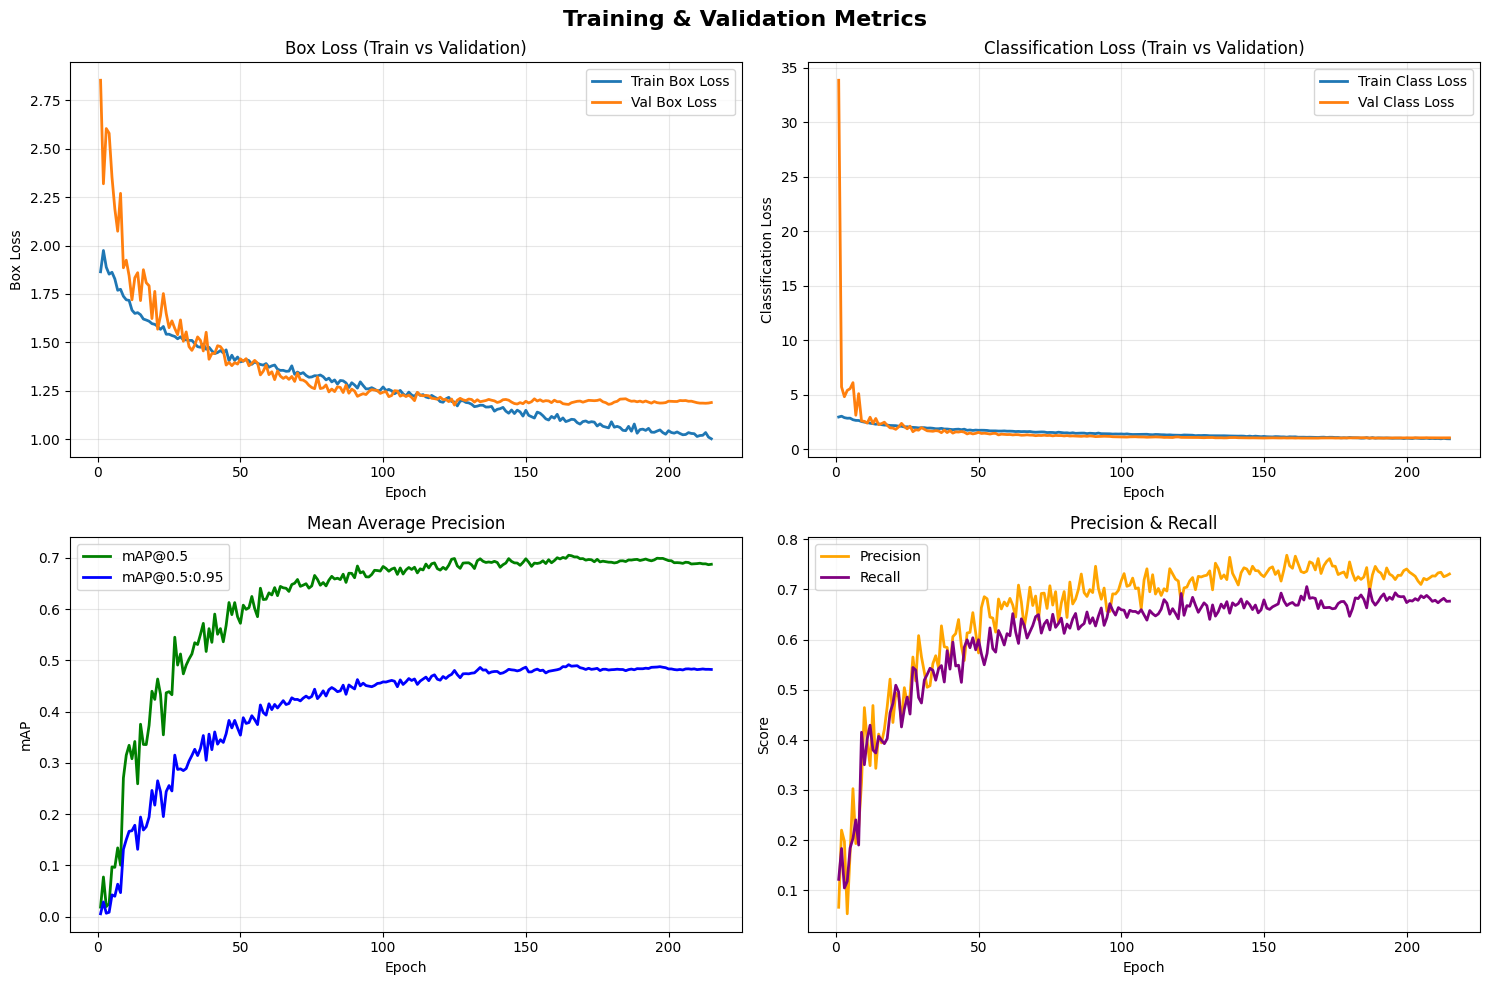 Training & Validation Metrics
Box Loss (Train vs Validation)
Train Box Loss
Val Box Loss
2.75
2.50
2.25
2.00
1.75
1.50
1.25
1.00
Box Loss
0 50 100 150 200
Epoch
Classification Loss (Train vs Validation)
Train Class Loss
Val Class Loss
35
30
25
20
15
10
5
0
Classification Loss
0 50 100 150 200
Epoch
Mean Average Precision
mAP@0.5
mAP@0.5:0.95
0.7
0.6
0.5
0.4
0.3
0.2
0.1
0.0
mAP
0 50 100 150 200
Epoch
Precision & Recall
Precision
Recall
0.8
0.7
0.6
0.5
0.4
0.3
0.2
0.1
Score
0 50 100 150 200
Epoch